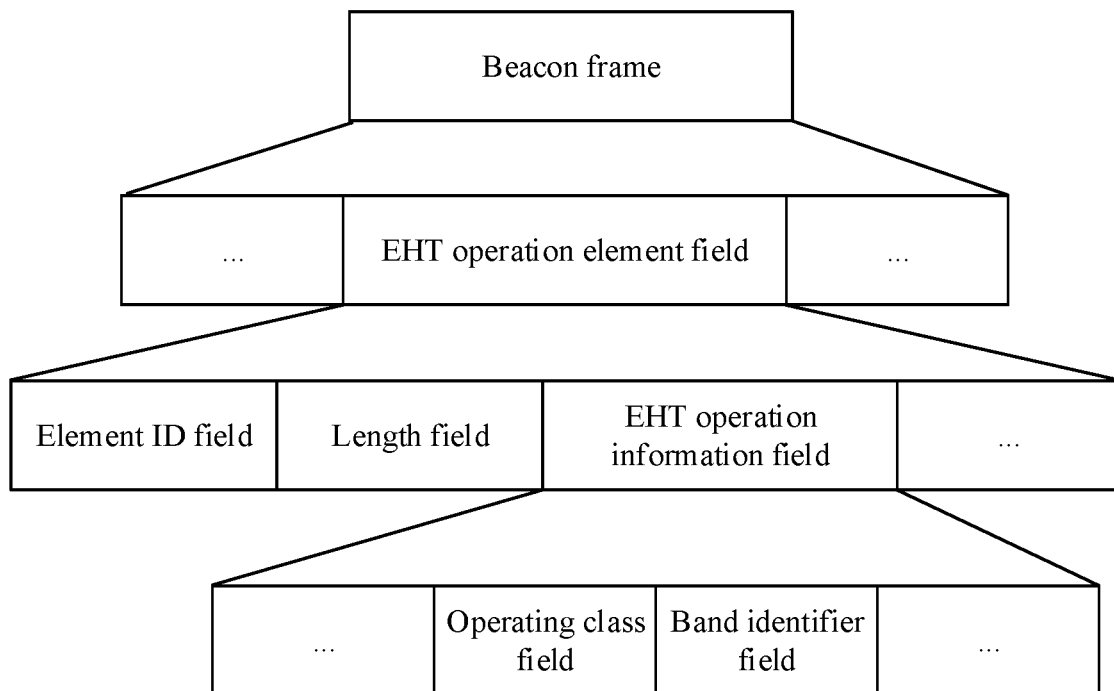 Beacon frame
... EHT operation element field ...
Element ID field Length field EHT operation information field ...
... Operating class field Band identifier field ...